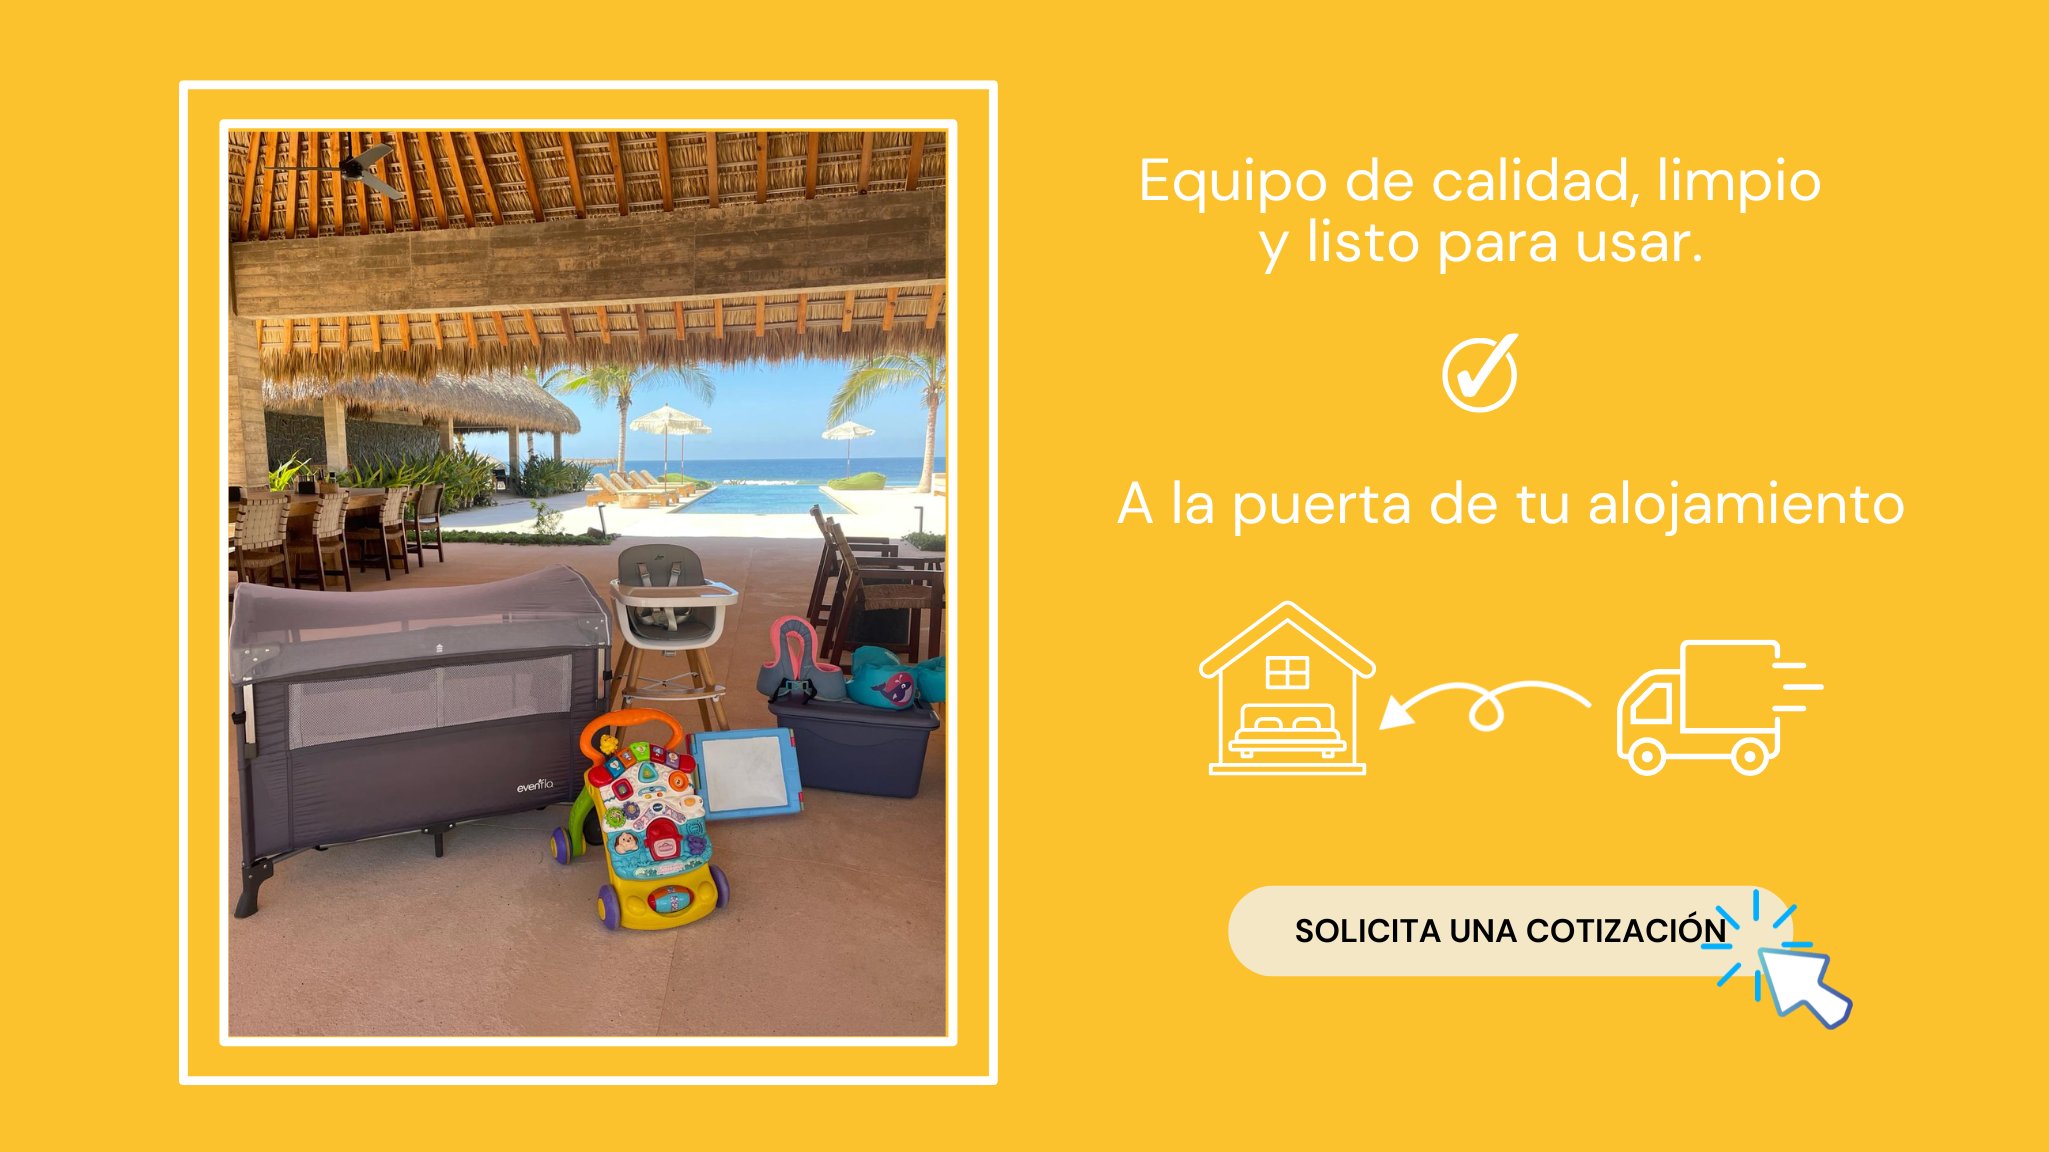 Equipo de calidad, limpio
y listo para usar.
A la puerta de tu alojamiento
SOLICITA UNA COTIZACIÓN
evenflo